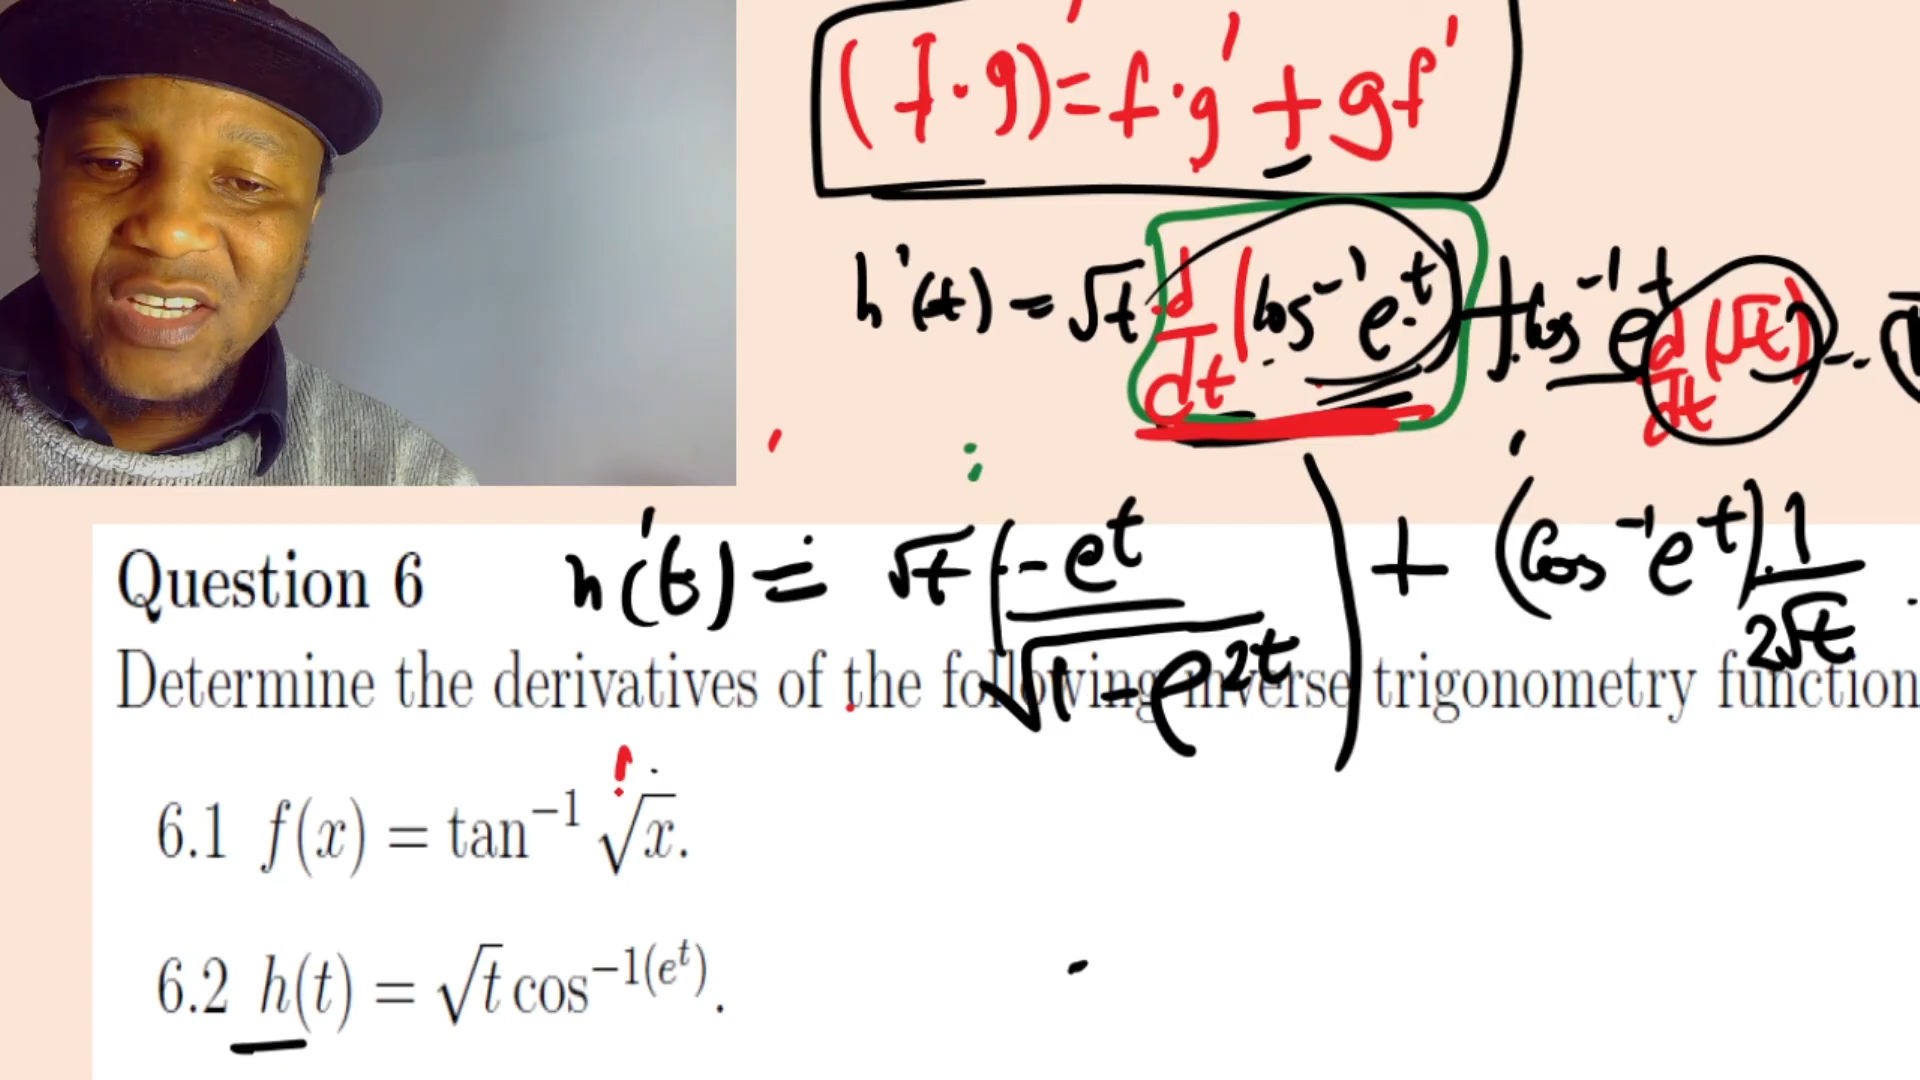 (f·g)' = f·g' + gf'
h'(t) = √t d/dt (cos⁻¹ e^t) + cos⁻¹ e^t d/dt (√t)
h'(t) = √t (-e^t / √(1-e^{2t})) + (cos⁻¹ e^t) · 1/(2√t)
Question 6
Determine the derivatives of the following inverse trigonometry function
6.1 f(x) = tan⁻¹ √x.
6.2 h(t) = √t cos^{-1(e^t)}.